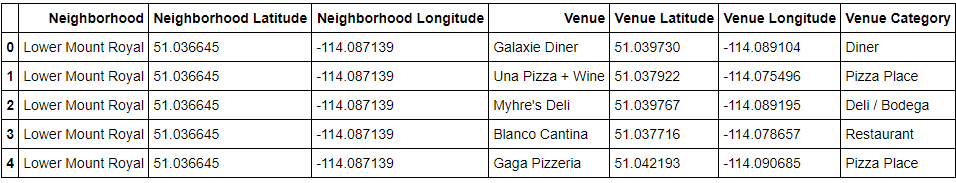 Neighborhood Neighborhood Latitude Neighborhood Longitude Venue Venue Latitude Venue Longitude Venue Category
0 Lower Mount Royal 51.036645 -114.087139 Galaxie Diner 51.039730 -114.089104 Diner
1 Lower Mount Royal 51.036645 -114.087139 Una Pizza + Wine 51.037922 -114.075496 Pizza Place
2 Lower Mount Royal 51.036645 -114.087139 Myhre's Deli 51.039767 -114.089195 Deli / Bodega
3 Lower Mount Royal 51.036645 -114.087139 Blanco Cantina 51.037716 -114.078657 Restaurant
4 Lower Mount Royal 51.036645 -114.087139 Gaga Pizzeria 51.042193 -114.090685 Pizza Place